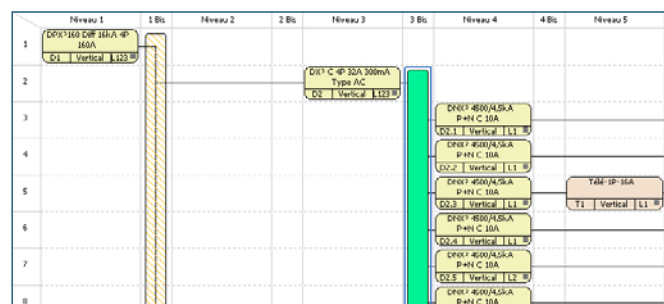 Niveau 1 1 Bis Niveau 2 2 Bis Niveau 3 3 Bis Niveau 4 4 Bis Niveau 5
1
DPX³160 Diff 16kA 4P
160A
D1 Vertical L123
2
DX³ C 4P 32A 300mA
Type AC
D2 Vertical L123
3
DNX³ 4500/4,5kA
P+N C 10A
D2.1 Vertical L1
4
DNX³ 4500/4,5kA
P+N C 10A
D2.2 Vertical L1
5
DNX³ 4500/4,5kA
P+N C 10A
D2.3 Vertical L1
Télé-1P-16A
T1 Vertical L1
6
DNX³ 4500/4,5kA
P+N C 10A
D2.4 Vertical L1
7
DNX³ 4500/4,5kA
P+N C 10A
D2.5 Vertical L2
8
DNX³ 4500/4,5kA
P+N C 10A